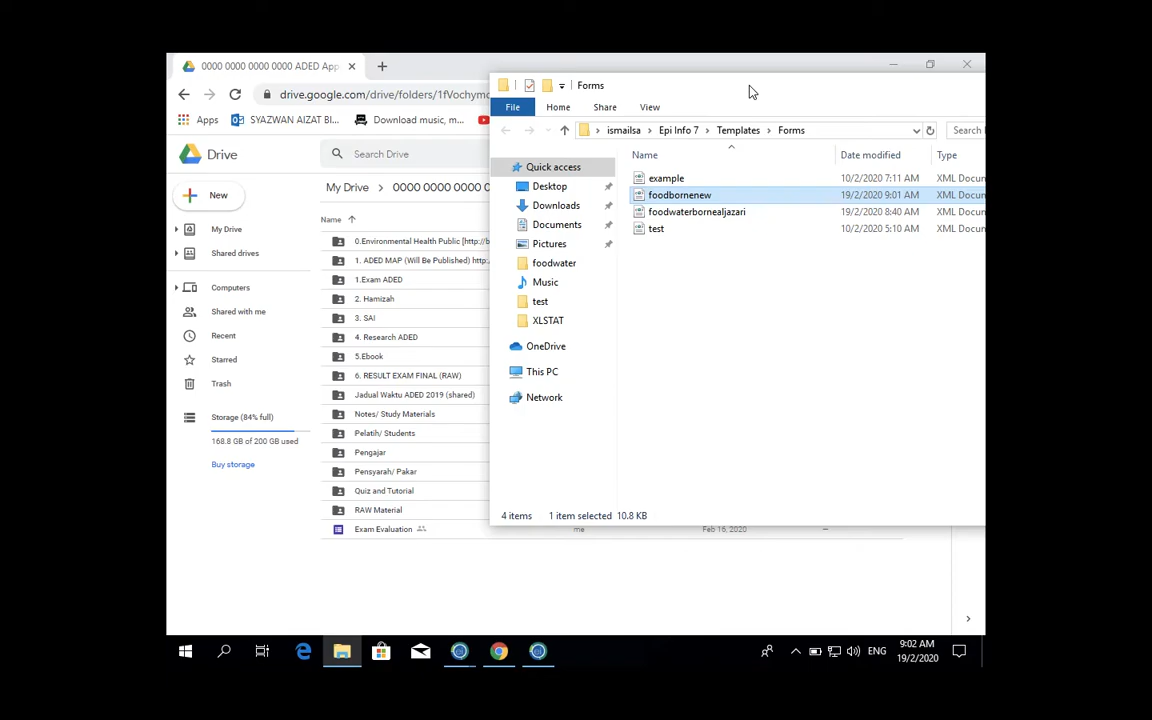 0000 0000 0000 0000 ADED App
drive.google.com/drive/folders/1fVochymo
Apps
SYAZWAN AIZAT BI...
Download music, m...
Drive
Search Drive
New
My Drive
0000 0000 0000 0
Name
My Drive
Shared drives
Computers
Shared with me
Recent
Starred
Trash
Storage (84% full)
168.8 GB of 200 GB used
Buy storage
0.Environmental Health Public [http://b
1. ADED MAP (Will Be Published) http:
1.Exam ADED
2. Hamizah
3. SAI
4. Research ADED
5.Ebook
6. RESULT EXAM FINAL (RAW)
Jadual Waktu ADED 2019 (shared)
Notes/ Study Materials
Pelatih/ Students
Pengajar
Pensyarah/ Pakar
Quiz and Tutorial
RAW Material
Exam Evaluation
me
Feb 16, 2020
Forms
File
Home
Share
View
ismailsa
Epi Info 7
Templates
Forms
Search
Quick access
Desktop
Downloads
Documents
Pictures
foodwater
Music
test
XLSTAT
OneDrive
This PC
Network
Name
Date modified
Type
example
10/2/2020 7:11 AM
XML Docun
foodbornenew
19/2/2020 9:01 AM
XML Docun
foodwaterbornealjazari
19/2/2020 8:40 AM
XML Docun
test
10/2/2020 5:10 AM
XML Docun
4 items
1 item selected 10.8 KB
ENG
9:02 AM
19/2/2020